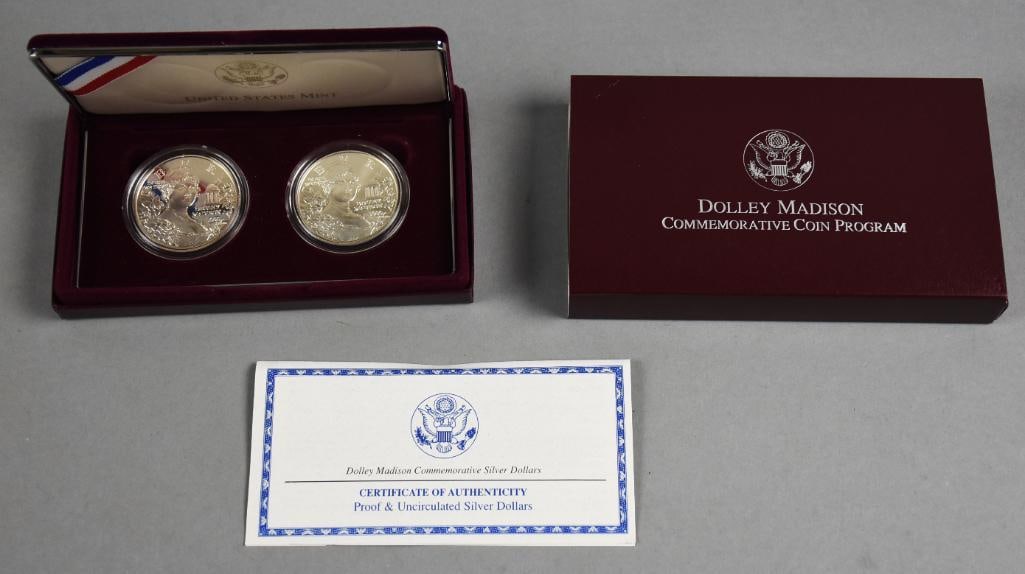 UNITED STATES MINT
DOLLEY MADISON
COMMEMORATIVE COIN PROGRAM
Dolley Madison Commemorative Silver Dollars
CERTIFICATE OF AUTHENTICITY
Proof & Uncirculated Silver Dollars